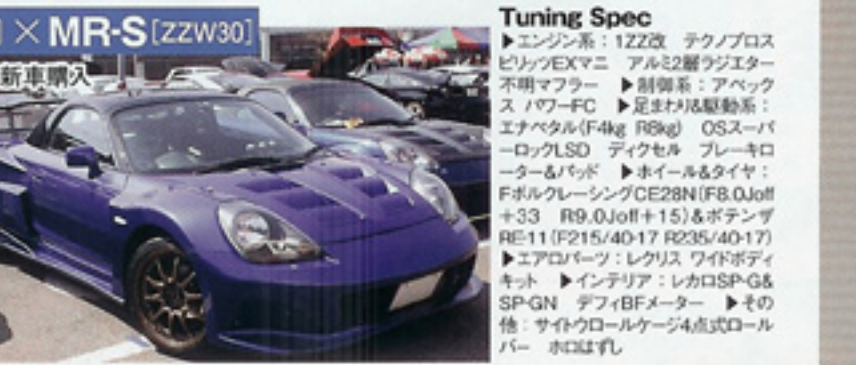 × MR-S[ZZW30]
新車購入
Tuning Spec
▶エンジン系：1ZZ改 テクノプロス
ピリッツEXマニ アルミ2層ラジエター
不明マフラー ▶制御系：アペック
ス パワーFC ▶足まわり&駆動系：
エナペタル(F4kg R8kg) OSスーパ
ーロックLSD ディクセル ブレーキロ
ーター&パッド ▶ホイール&タイヤ：
FボルクレーシングCE28N(F8.0Joff
+33 R9.0Joff+15)&ポテンザ
RE-11(F215/40-17 R235/40-17)
▶エアロパーツ：レクリス ワイドボディ
キット ▶インテリア：レカロSP-G&
SP-GN デフィBFメーター ▶その
他：サイトウロールケージ4点式ロール
バー ホロはずし